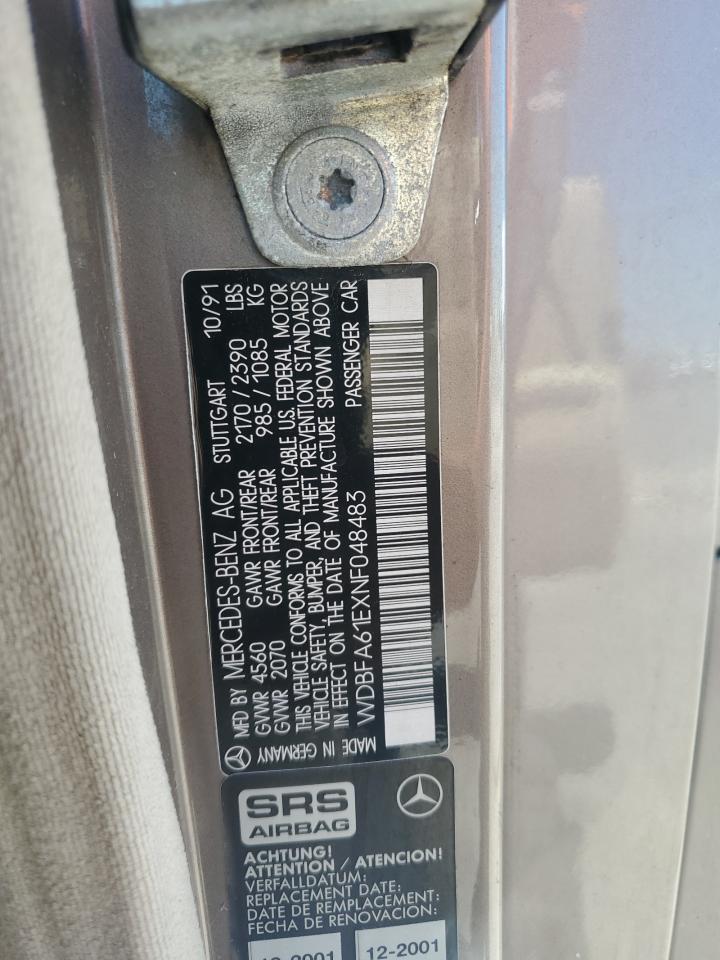 MFD BY MERCEDES-BENZ AG STUTTGART 10/91
GVWR 4560 GAWR FRONT/REAR 2170 / 2390 LBS
GVWR 2070 GAWR FRONT/REAR 985 / 1085 KG
THIS VEHICLE CONFORMS TO ALL APPLICABLE U.S. FEDERAL MOTOR
VEHICLE SAFETY, BUMPER, AND THEFT PREVENTION STANDARDS
IN EFFECT ON THE DATE OF MANUFACTURE SHOWN ABOVE
WDBFA61EXNF048483 PASSENGER CAR
MADE IN GERMANY
SRS
AIRBAG
ACHTUNG!
ATTENTION / ATENCION!
VERFALLDATUM:
REPLACEMENT DATE:
DATE DE REMPLACEMENT:
FECHA DE RENOVACION:
12-2001 12-2001